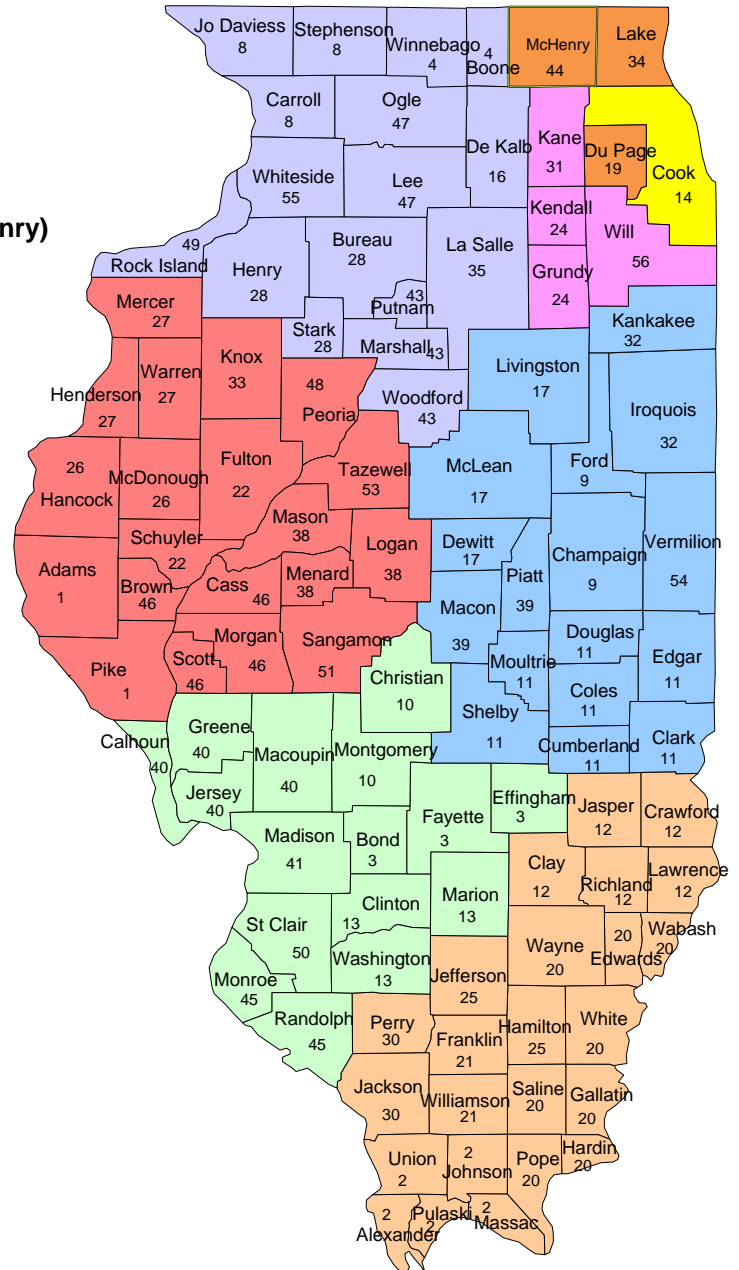 Jo Daviess
8
Stephenson
8
Winnebago
4
4
Boone
McHenry
44
Lake
34
Carroll
8
Ogle
47
De Kalb
16
Kane
31
Du Page
19
Cook
14
Whiteside
55
Lee
47
Kendall
24
nry)
49
Rock Island
Henry
28
Bureau
28
La Salle
35
Will
56
Grundy
24
Mercer
27
43
Putnam
Stark
28
Marshall
43
Kankakee
32
Knox
33
Warren
27
Henderson
27
48
Peoria
Woodford
43
Livingston
17
Iroquois
32
26
Hancock
McDonough
26
Fulton
22
Tazewell
53
McLean
17
Ford
9
Mason
38
Schuyler
22
Logan
38
Dewitt
17
Champaign
9
Vermilion
54
Adams
1
Brown
46
Cass
46
Menard
38
Piatt
39
Macon
39
Morgan
46
Sangamon
51
Douglas
11
Edgar
11
Pike
1
Scott
46
Christian
10
Moultrie
11
Coles
11
Shelby
11
Calhoun
40
Greene
40
Macoupin
40
Montgomery
10
Cumberland
11
Clark
11
Jersey
40
Fayette
3
Effingham
3
Jasper
12
Crawford
12
Madison
41
Bond
3
Clay
12
Richland
12
Lawrence
12
Marion
13
Clinton
13
St Clair
50
Washington
13
Wayne
20
20
Edwards
Wabash
20
Monroe
45
Jefferson
25
Randolph
45
Perry
30
Franklin
21
Hamilton
25
White
20
Jackson
30
Williamson
21
Saline
20
Gallatin
20
Union
2
2
Johnson
Pope
20
Hardin
20
2
Alexander
Pulaski
2
2
Massac